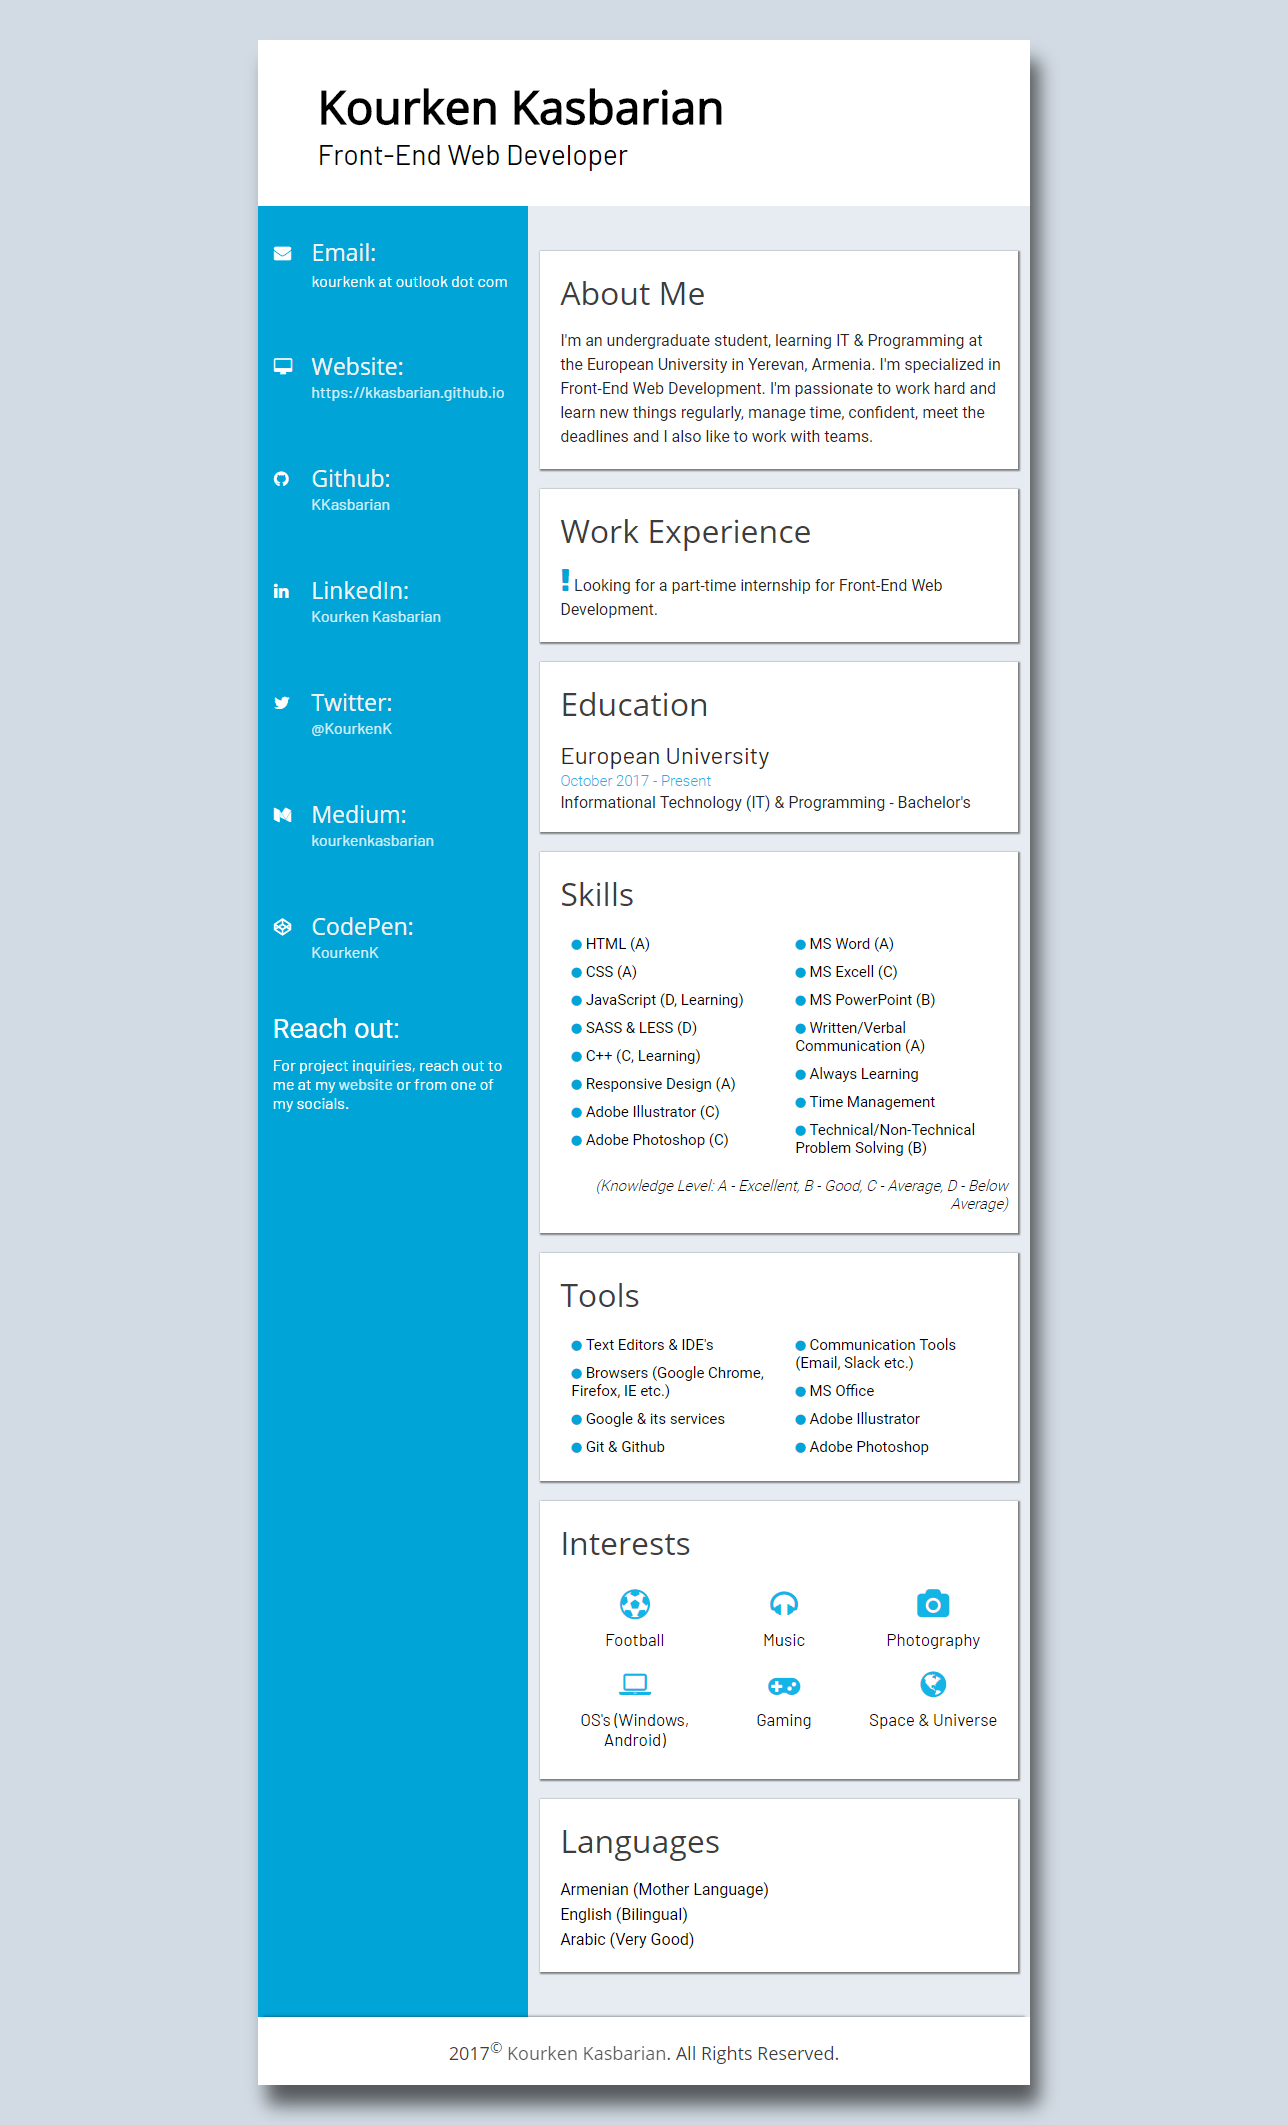 Kourken Kasbarian
Front-End Web Developer
Email:
kourkenk at outlook dot com
Website:
https://kkasbarian.github.io
Github:
KKasbarian
LinkedIn:
Kourken Kasbarian
Twitter:
@KourkenK
Medium:
kourkenkasbarian
CodePen:
KourkenK
Reach out:
For project inquiries, reach out to
me at my website or from one of
my socials.
About Me
I'm an undergraduate student, learning IT & Programming at
the European University in Yerevan, Armenia. I'm specialized in
Front-End Web Development. I'm passionate to work hard and
learn new things regularly, manage time, confident, meet the
deadlines and I also like to work with teams.
Work Experience
! Looking for a part-time internship for Front-End Web
Development.
Education
European University
October 2017 - Present
Informational Technology (IT) & Programming - Bachelor's
Skills
HTML (A)
CSS (A)
JavaScript (D, Learning)
SASS & LESS (D)
C++ (C, Learning)
Responsive Design (A)
Adobe Illustrator (C)
Adobe Photoshop (C)
MS Word (A)
MS Excell (C)
MS PowerPoint (B)
Written/Verbal
Communication (A)
Always Learning
Time Management
Technical/Non-Technical
Problem Solving (B)
(Knowledge Level: A - Excellent, B - Good, C - Average, D - Below
Average)
Tools
Text Editors & IDE's
Browsers (Google Chrome,
Firefox, IE etc.)
Google & its services
Git & Github
Communication Tools
(Email, Slack etc.)
MS Office
Adobe Illustrator
Adobe Photoshop
Interests
Football
Music
Photography
OS's (Windows,
Android)
Gaming
Space & Universe
Languages
Armenian (Mother Language)
English (Bilingual)
Arabic (Very Good)
2017© Kourken Kasbarian. All Rights Reserved.